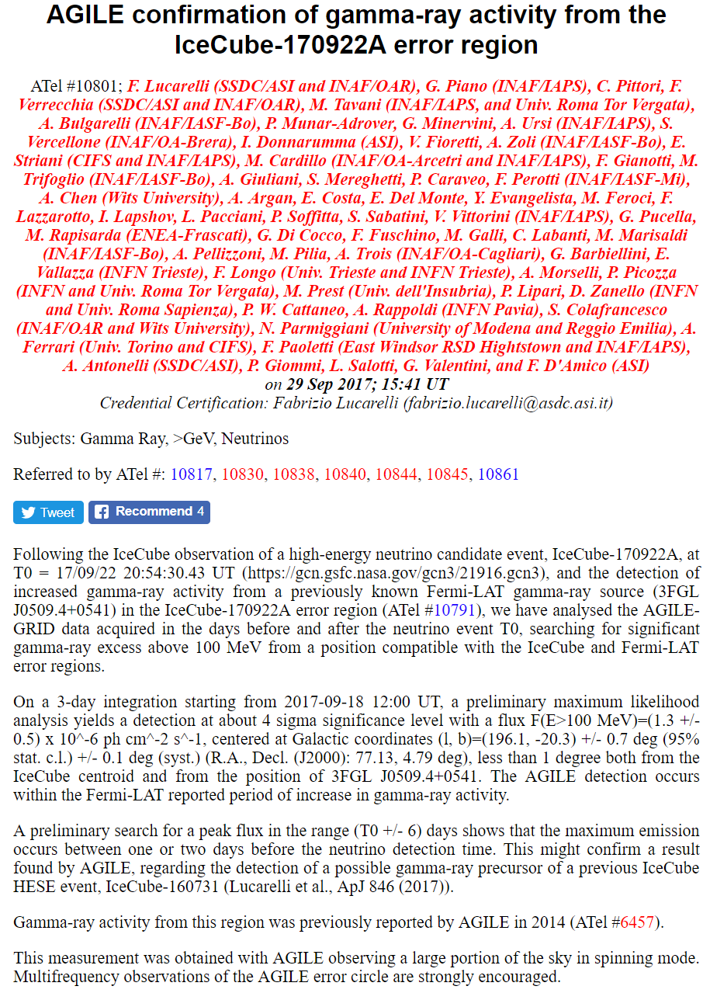 AGILE confirmation of gamma-ray activity from the
IceCube-170922A error region
ATel #10801; F. Lucarelli (SSDC/ASI and INAF/OAR), G. Piano (INAF/IAPS), C. Pittori, F.
Verrecchia (SSDC/ASI and INAF/OAR), M. Tavani (INAF/IAPS, and Univ. Roma Tor Vergata),
A. Bulgarelli (INAF/IASF-Bo), P. Munar-Adrover, G. Minervini, A. Ursi (INAF/IAPS), S.
Vercellone (INAF/OA-Brera), I. Donnarumma (ASI), V. Fioretti, A. Zoli (INAF/IASF-Bo), E.
Striani (CIFS and INAF/IAPS), M. Cardillo (INAF/OA-Arcetri and INAF/IAPS), F. Gianotti, M.
Trifoglio (INAF/IASF-Bo), A. Giuliani, S. Mereghetti, P. Caraveo, F. Perotti (INAF/IASF-Mi),
A. Chen (Wits University), A. Argan, E. Costa, E. Del Monte, Y. Evangelista, M. Feroci, F.
Lazzarotto, I. Lapshov, L. Pacciani, P. Soffitta, S. Sabatini, V. Vittorini (INAF/IAPS), G. Pucella,
M. Rapisarda (ENEA-Frascati), G. Di Cocco, F. Fuschino, M. Galli, C. Labanti, M. Marisaldi
(INAF/IASF-Bo), A. Pellizzoni, M. Pilia, A. Trois (INAF/OA-Cagliari), G. Barbiellini, E.
Vallazza (INFN Trieste), F. Longo (Univ. Trieste and INFN Trieste), A. Morselli, P. Picozza
(INFN and Univ. Roma Tor Vergata), M. Prest (Univ. dell'Insubria), P. Lipari, D. Zanello (INFN
and Univ. Roma Sapienza), P. W. Cattaneo, A. Rappoldi (INFN Pavia), S. Colafrancesco
(INAF/OAR and Wits University), N. Parmiggiani (University of Modena and Reggio Emilia), A.
Ferrari (Univ. Torino and CIFS), F. Paoletti (East Windsor RSD Hightstown and INAF/IAPS),
A. Antonelli (SSDC/ASI), P. Giommi, L. Salotti, G. Valentini, and F. D'Amico (ASI)
on 29 Sep 2017; 15:41 UT
Credential Certification: Fabrizio Lucarelli (fabrizio.lucarelli@asdc.asi.it)
Subjects: Gamma Ray, >GeV, Neutrinos
Referred to by ATel #: 10817, 10830, 10838, 10840, 10844, 10845, 10861
Tweet Recommend 4
Following the IceCube observation of a high-energy neutrino candidate event, IceCube-170922A, at
T0 = 17/09/22 20:54:30.43 UT (https://gcn.gsfc.nasa.gov/gcn3/21916.gcn3), and the detection of
increased gamma-ray activity from a previously known Fermi-LAT gamma-ray source (3FGL
J0509.4+0541) in the IceCube-170922A error region (ATel #10791), we have analysed the AGILE-
GRID data acquired in the days before and after the neutrino event T0, searching for significant
gamma-ray excess above 100 MeV from a position compatible with the IceCube and Fermi-LAT
error regions.
On a 3-day integration starting from 2017-09-18 12:00 UT, a preliminary maximum likelihood
analysis yields a detection at about 4 sigma significance level with a flux F(E>100 MeV)=(1.3 +/-
0.5) x 10^-6 ph cm^-2 s^-1, centered at Galactic coordinates (l, b)=(196.1, -20.3) +/- 0.7 deg (95%
stat. c.l.) +/- 0.1 deg (syst.) (R.A., Decl. (J2000): 77.13, 4.79 deg), less than 1 degree both from the
IceCube centroid and from the position of 3FGL J0509.4+0541. The AGILE detection occurs
within the Fermi-LAT reported period of increase in gamma-ray activity.
A preliminary search for a peak flux in the range (T0 +/- 6) days shows that the maximum emission
occurs between one or two days before the neutrino detection time. This might confirm a result
found by AGILE, regarding the detection of a possible gamma-ray precursor of a previous IceCube
HESE event, IceCube-160731 (Lucarelli et al., ApJ 846 (2017)).
Gamma-ray activity from this region was previously reported by AGILE in 2014 (ATel #6457).
This measurement was obtained with AGILE observing a large portion of the sky in spinning mode.
Multifrequency observations of the AGILE error circle are strongly encouraged.